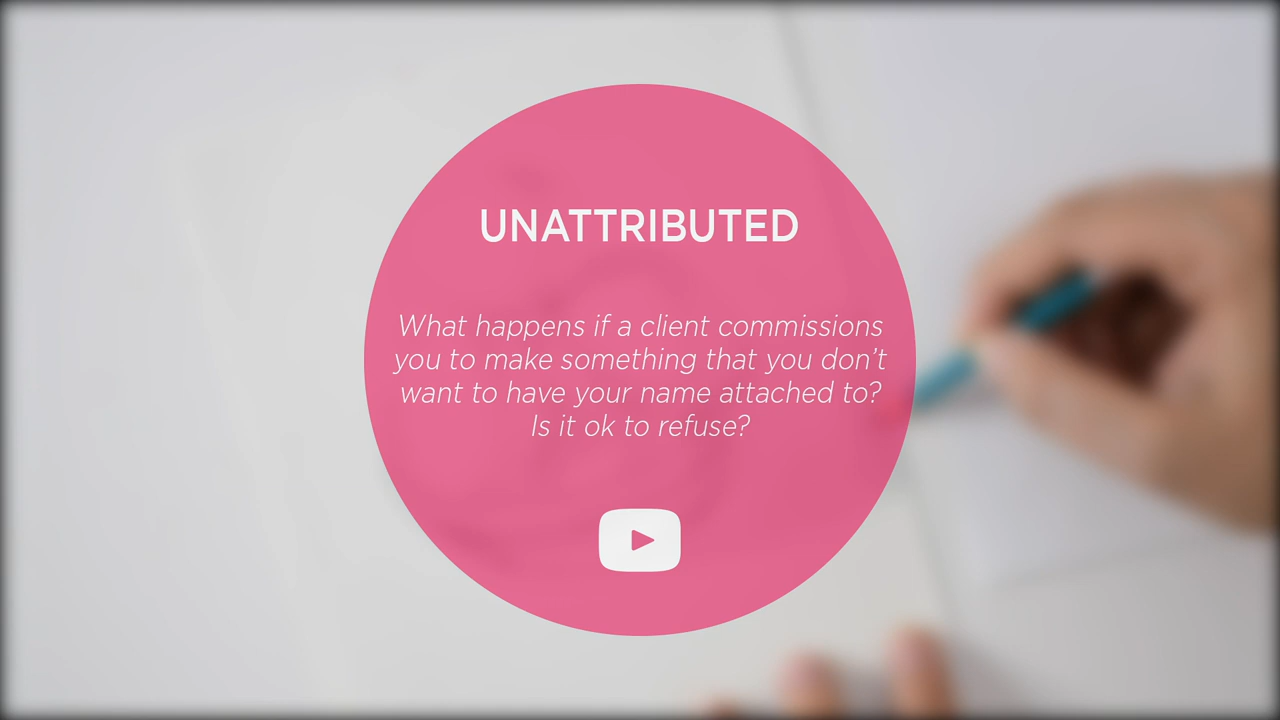 UNATTRIBUTED
What happens if a client commissions
you to make something that you don’t
want to have your name attached to?
Is it ok to refuse?